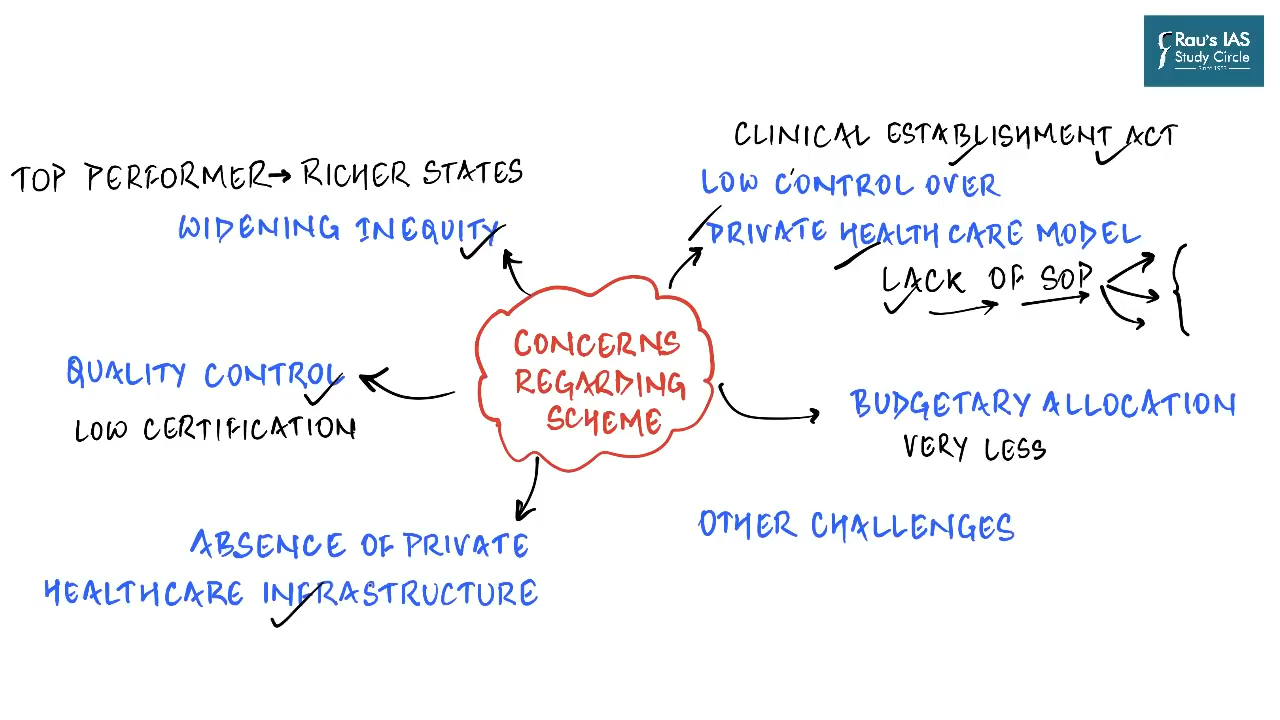 Rau's IAS
Study Circle
CLINICAL ESTABLISHMENT ACT
TOP PERFORMER → RICHER STATES
LOW CONTROL OVER
WIDENING INEQUITY
PRIVATE HEALTHCARE MODEL
LACK OF SOP
CONCERNS
REGARDING
SCHEME
QUALITY CONTROL
LOW CERTIFICATION
BUDGETARY ALLOCATION
VERY LESS
ABSENCE OF PRIVATE
HEALTHCARE INFRASTRUCTURE
OTHER CHALLENGES